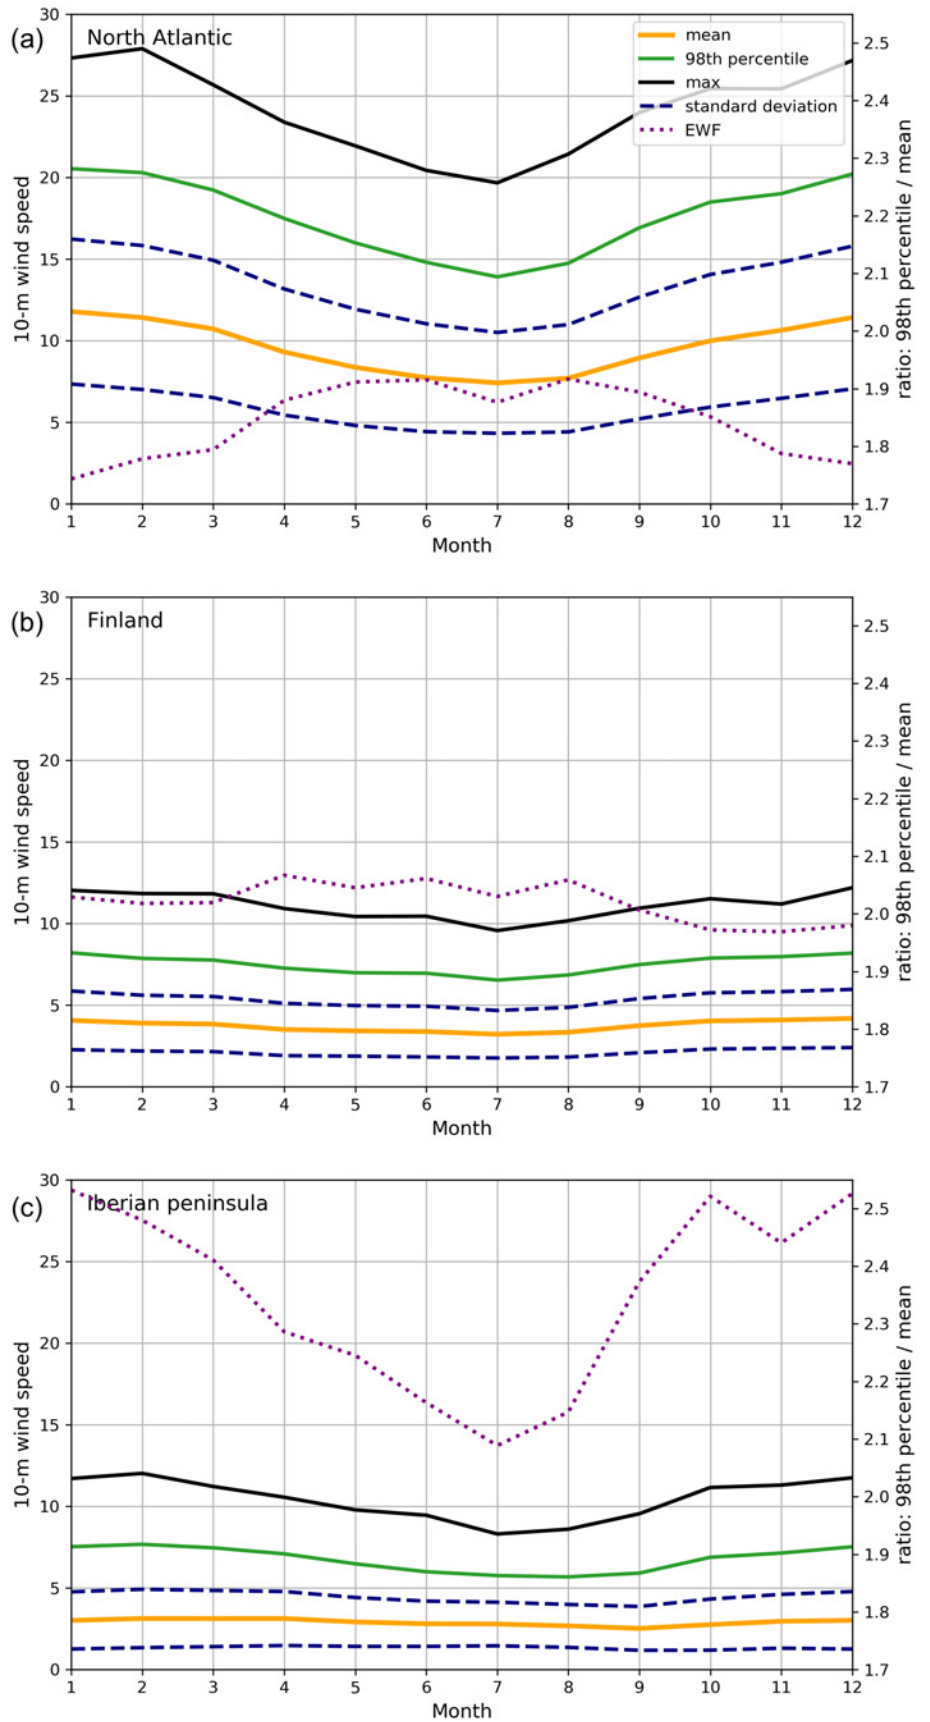 (a)
North Atlantic
mean
98th percentile
max
standard deviation
EWF
30
25
20
15
10
5
0
10-m wind speed
2.5
2.4
2.3
2.2
2.1
2.0
1.9
1.8
1.7
ratio: 98th percentile / mean
1 2 3 4 5 6 7 8 9 10 11 12
Month
(b)
Finland
30
25
20
15
10
5
0
10-m wind speed
2.5
2.4
2.3
2.2
2.1
2.0
1.9
1.8
1.7
ratio: 98th percentile / mean
1 2 3 4 5 6 7 8 9 10 11 12
Month
(c)
Iberian peninsula
30
25
20
15
10
5
0
10-m wind speed
2.5
2.4
2.3
2.2
2.1
2.0
1.9
1.8
1.7
ratio: 98th percentile / mean
1 2 3 4 5 6 7 8 9 10 11 12
Month